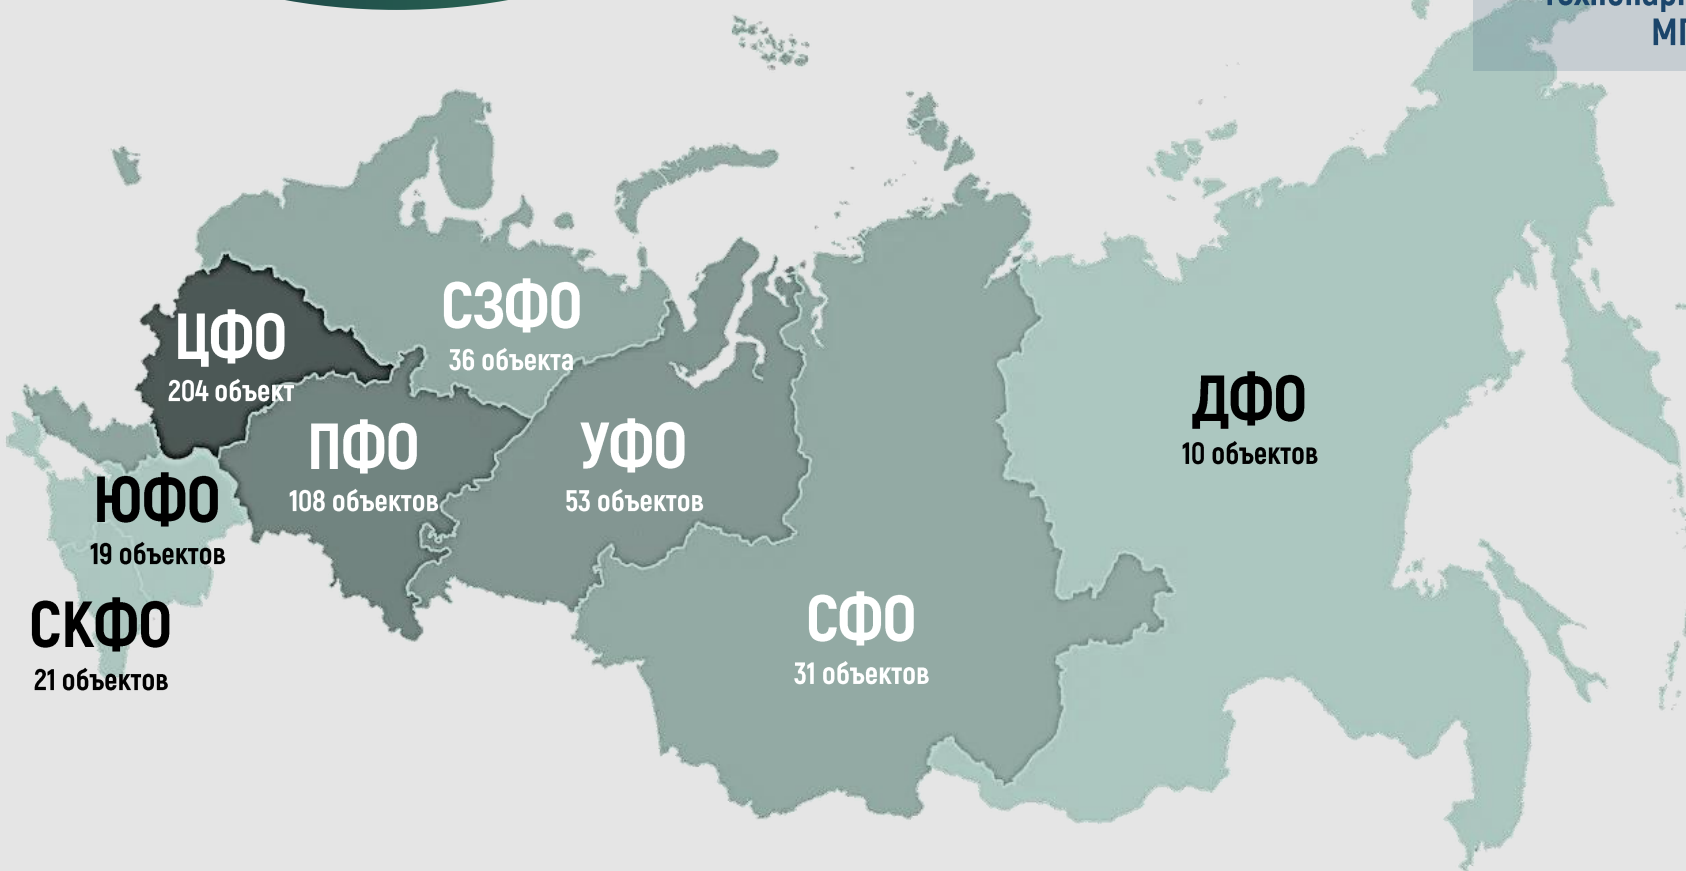 МГ
СЗФО
36 объекта
ЦФО
204 объект
ДФО
10 объектов
ПФО
108 объектов
УФО
53 объектов
ЮФО
19 объектов
СФО
31 объектов
СКФО
21 объектов